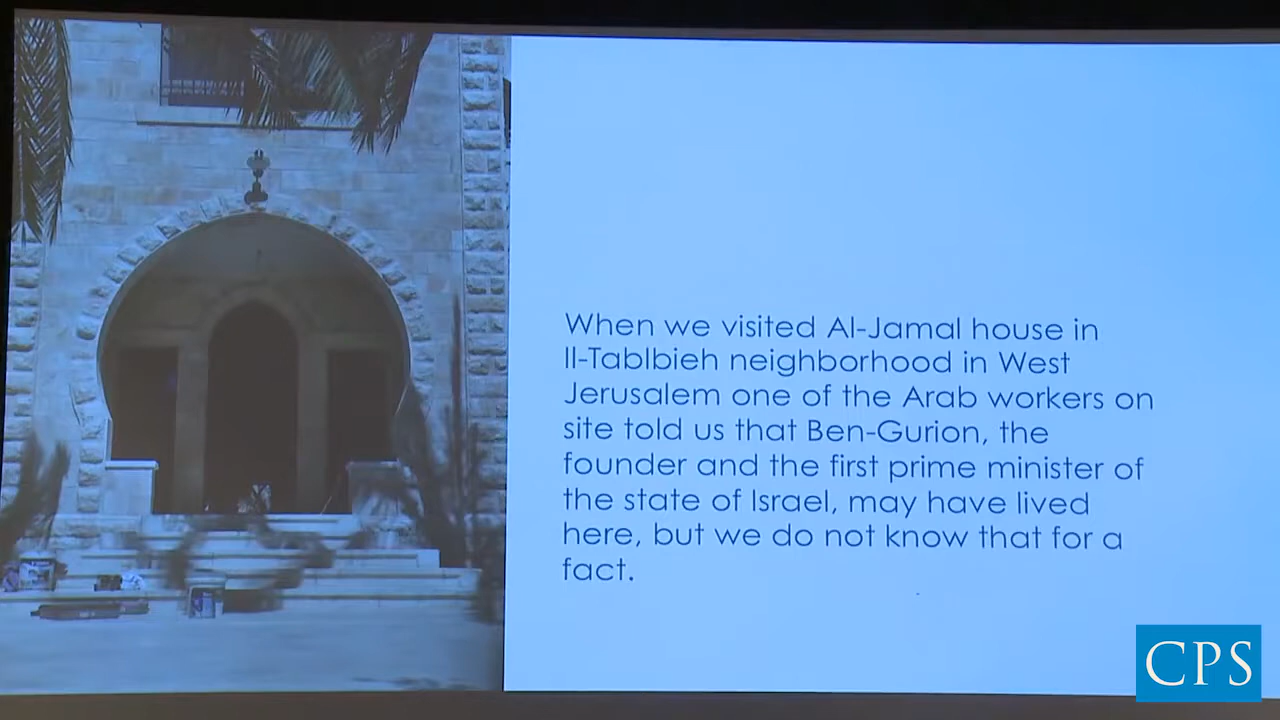 When we visited Al-Jamal house in
Il-Tablbieh neighborhood in West
Jerusalem one of the Arab workers on
site told us that Ben-Gurion, the
founder and the first prime minister of
the state of Israel, may have lived
here, but we do not know that for a
fact.
CPS